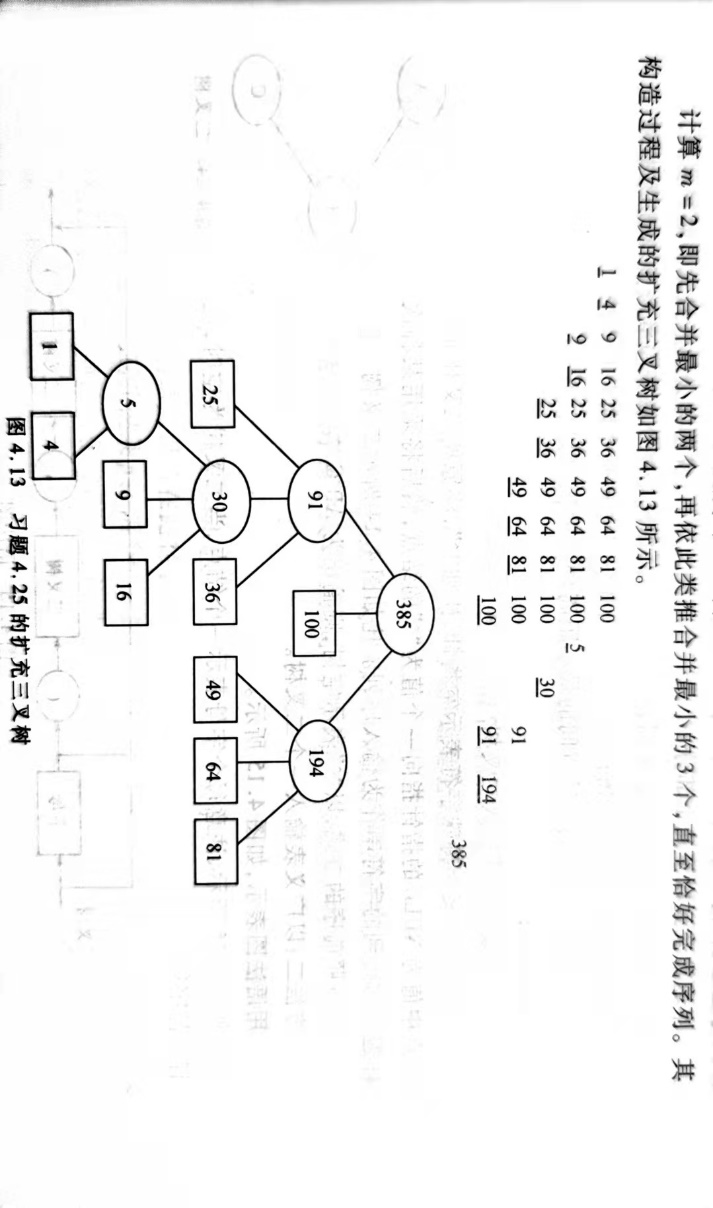 计算 m = 2,即先合并最小的两个,再依此类推合并最小的 3 个,直至恰好完成序列。其
构造过程及生成的扩充三叉树如图 4.13 所示。
1 4 9 16 25 36 49 64 81 100
9 16 25 36 49 64 81 100 5
25 36 49 64 81 100 30
49 64 81 100 91
100 91 194
385
385
91 100 194
25 30 36 49 64 81
5 9 16
1 4
图 4.13 习题 4.25 的扩充三叉树